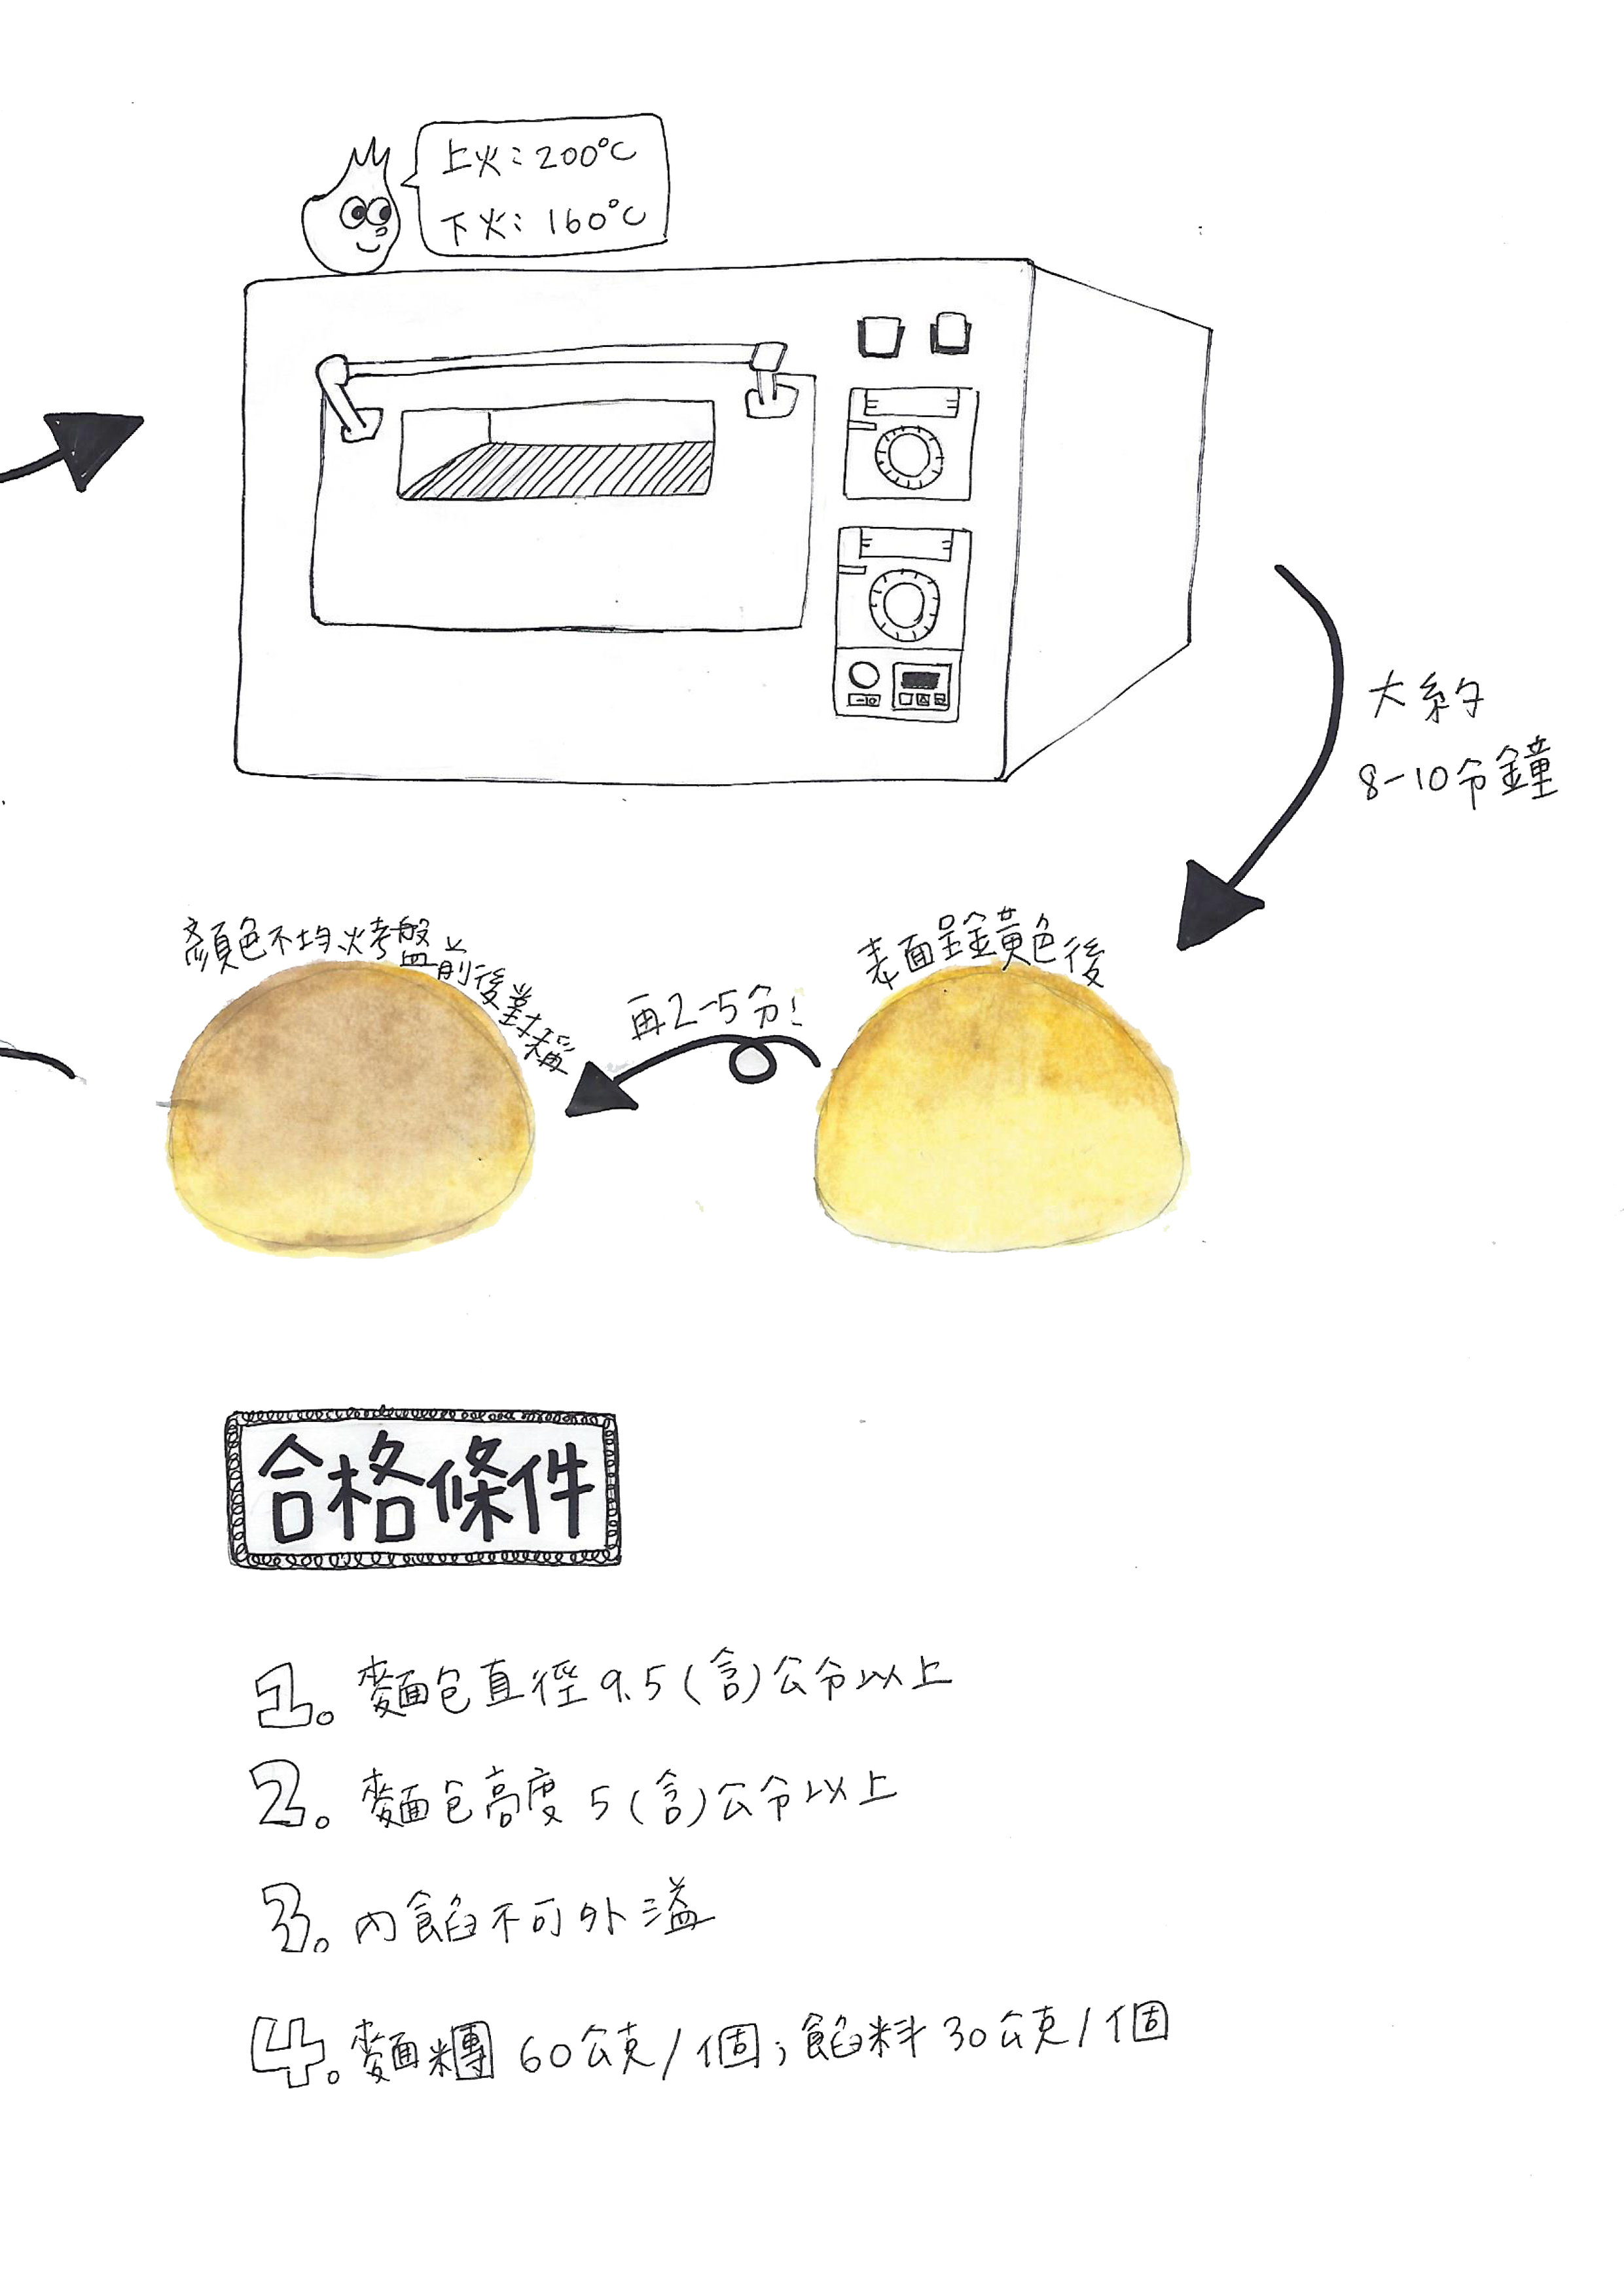 上火：200°C
下火：160°C
大約
8-10分鐘
表面呈金黃色後
再2-5分！
顏色不均烤盤前後對稱
合格條件
1。麵包直徑9.5(含)公分以上
2。麵包高度5(含)公分以上
3。內餡不可外溢
4。麵糰60公克/個；餡料30公克/個